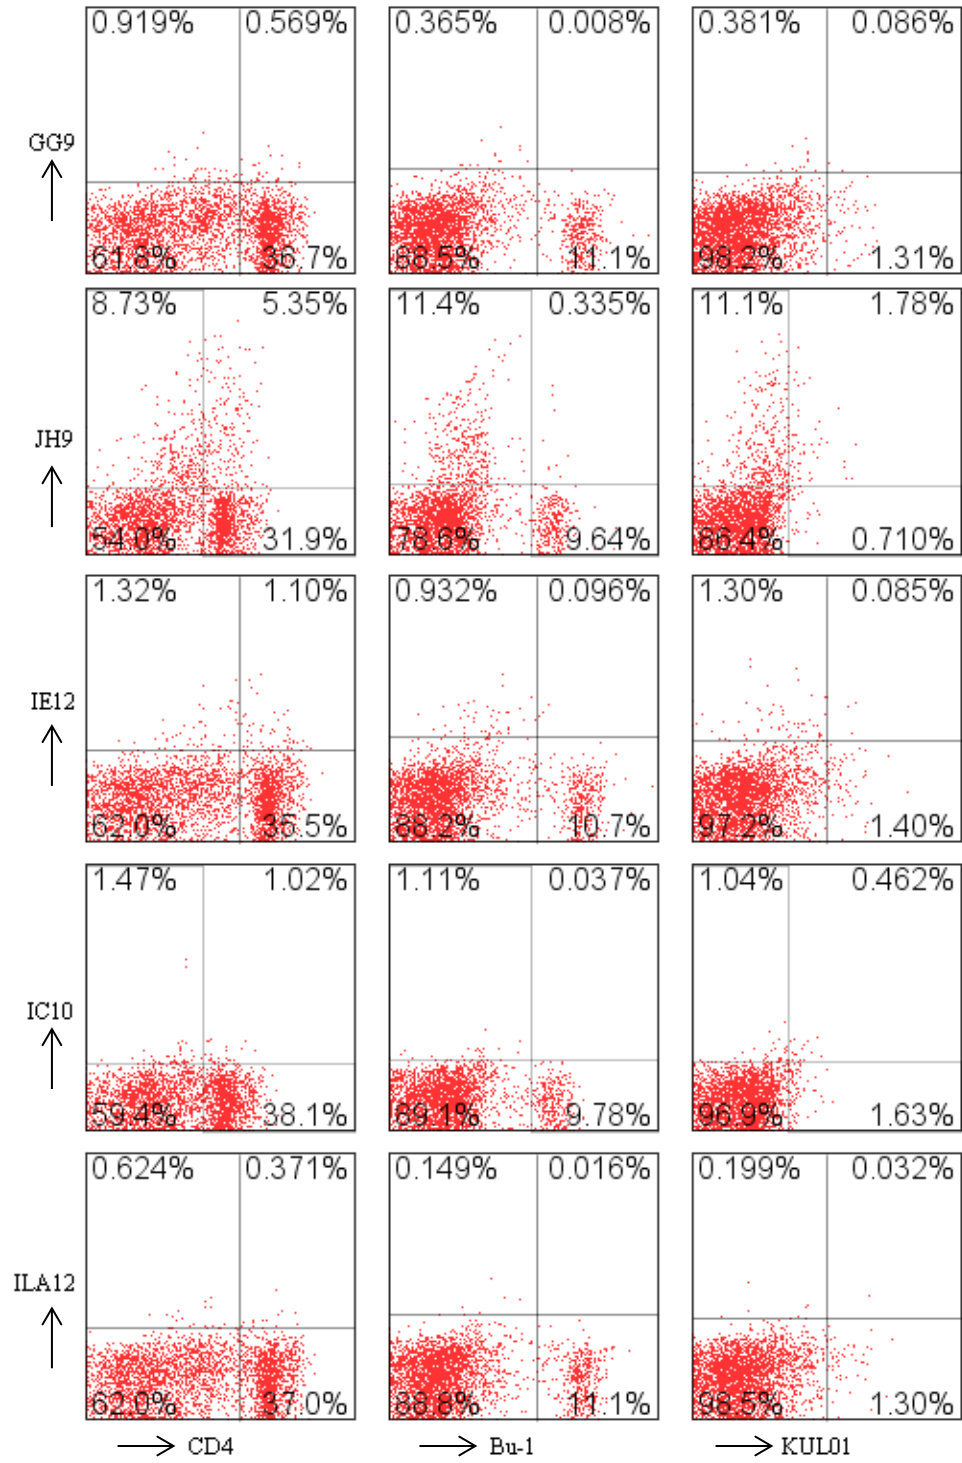 0.919% 0.569% 0.365% 0.008% 0.381% 0.086%
GG9
61.8% 36.7% 88.5% 11.1% 98.2% 1.31%
8.73% 5.35% 11.4% 0.335% 11.1% 1.78%
JH9
54.0% 31.9% 78.6% 9.64% 86.4% 0.710%
1.32% 1.10% 0.932% 0.096% 1.30% 0.085%
IE12
62.0% 35.5% 88.2% 10.7% 97.2% 1.40%
1.47% 1.02% 1.11% 0.037% 1.04% 0.462%
IC10
59.4% 38.1% 89.1% 9.78% 96.9% 1.63%
0.624% 0.371% 0.149% 0.016% 0.199% 0.032%
ILA12
62.0% 37.0% 88.8% 11.1% 98.5% 1.30%
CD4 Bu-1 KUL01